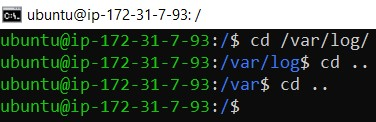 ubuntu@ip-172-31-7-93: /
ubuntu@ip-172-31-7-93:/$ cd /var/log/
ubuntu@ip-172-31-7-93:/var/log$ cd ..
ubuntu@ip-172-31-7-93:/var$ cd ..
ubuntu@ip-172-31-7-93:/$